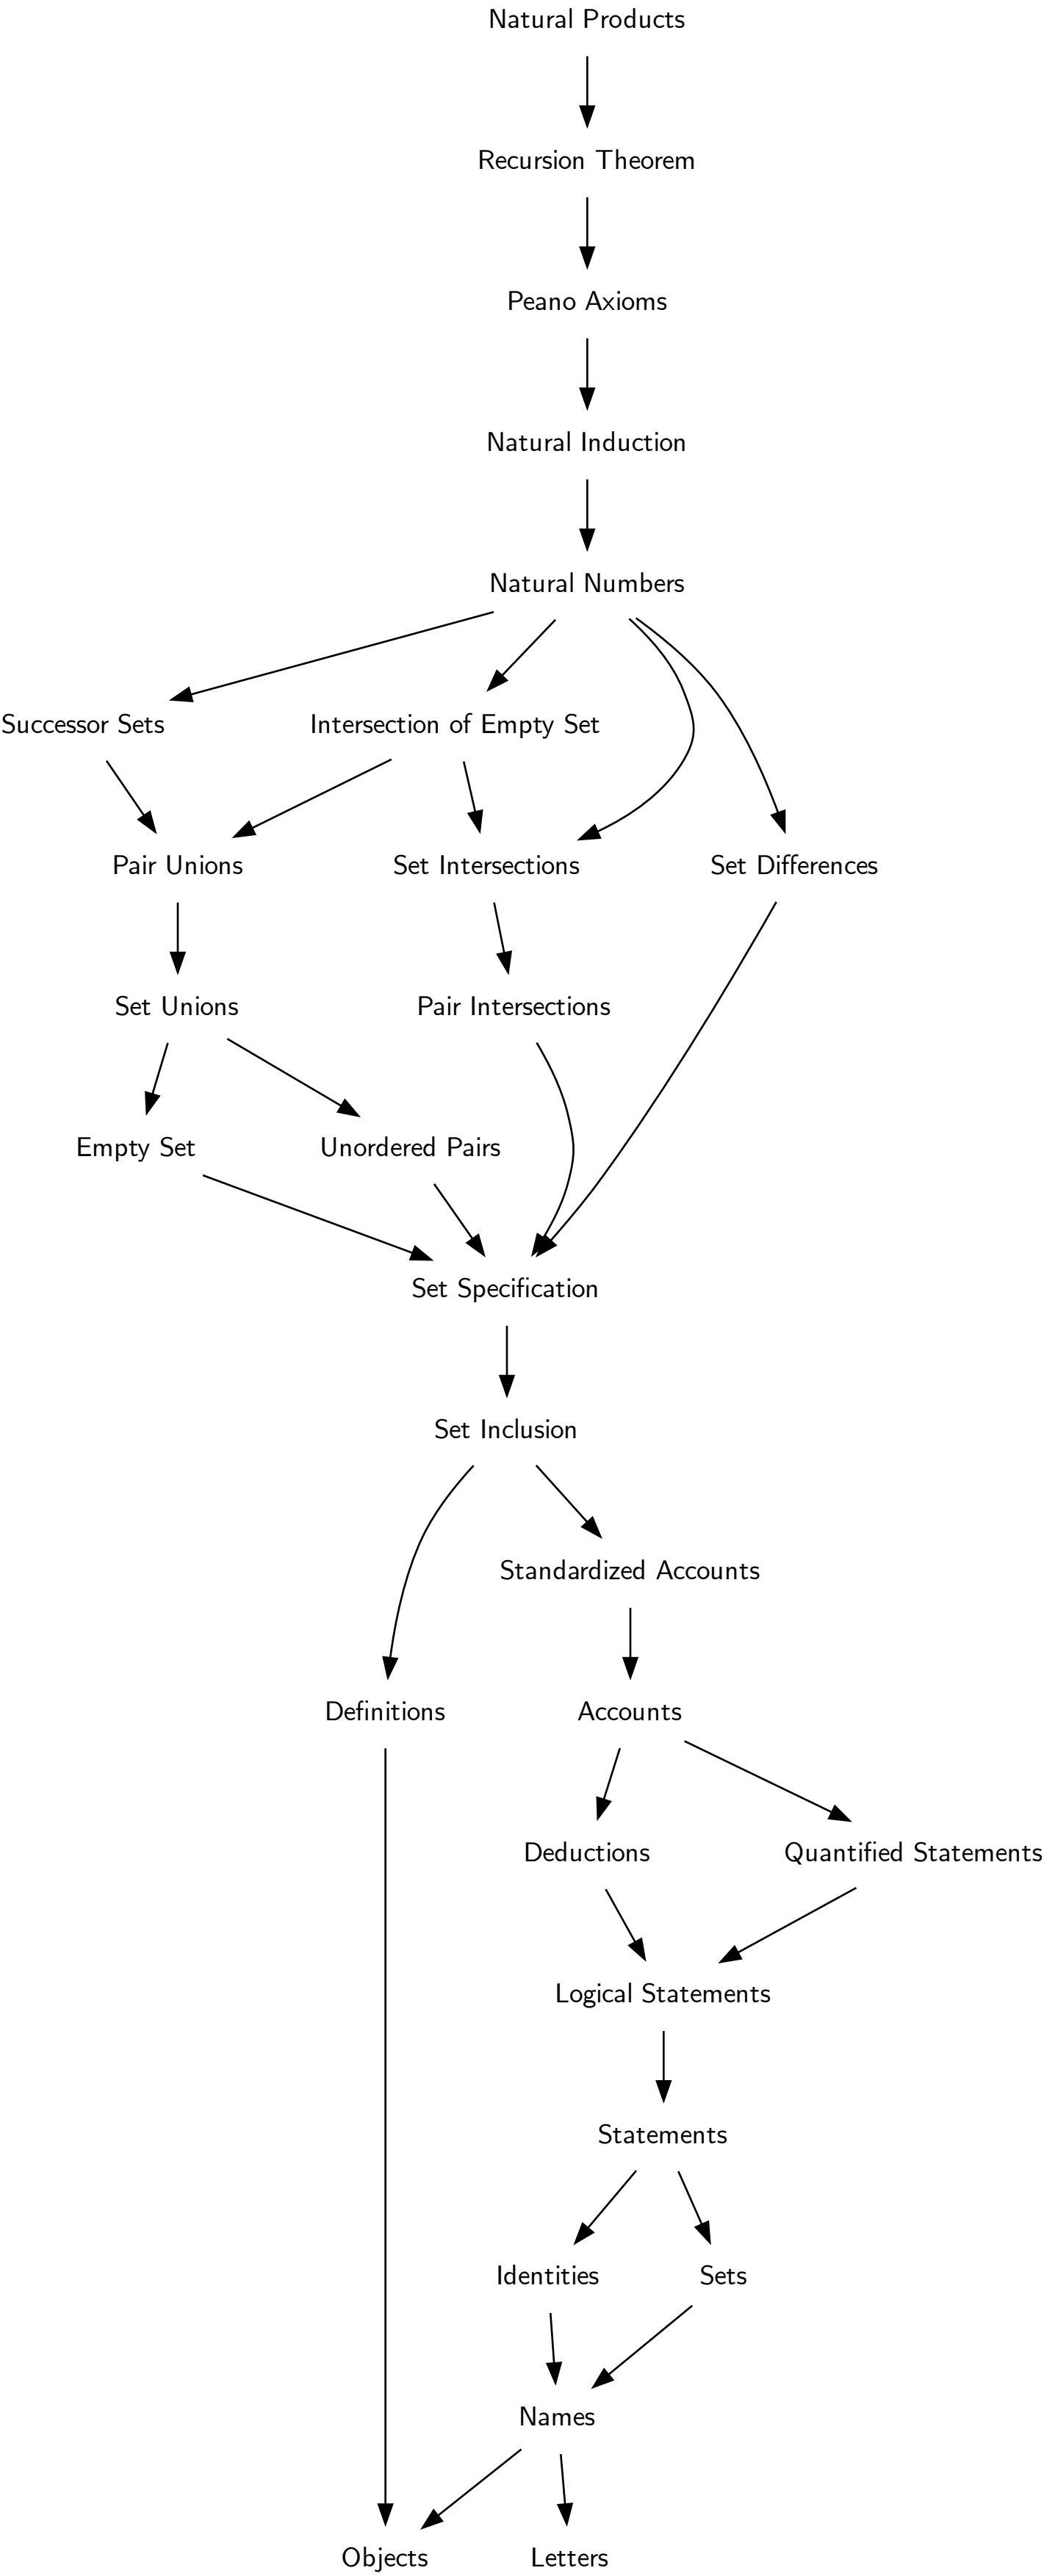 Natural Products
Recursion Theorem
Peano Axioms
Natural Induction
Natural Numbers
Successor Sets
Intersection of Empty Set
Pair Unions
Set Intersections
Set Differences
Set Unions
Pair Intersections
Empty Set
Unordered Pairs
Set Specification
Set Inclusion
Standardized Accounts
Definitions
Accounts
Deductions
Quantified Statements
Logical Statements
Statements
Identities
Sets
Names
Objects
Letters